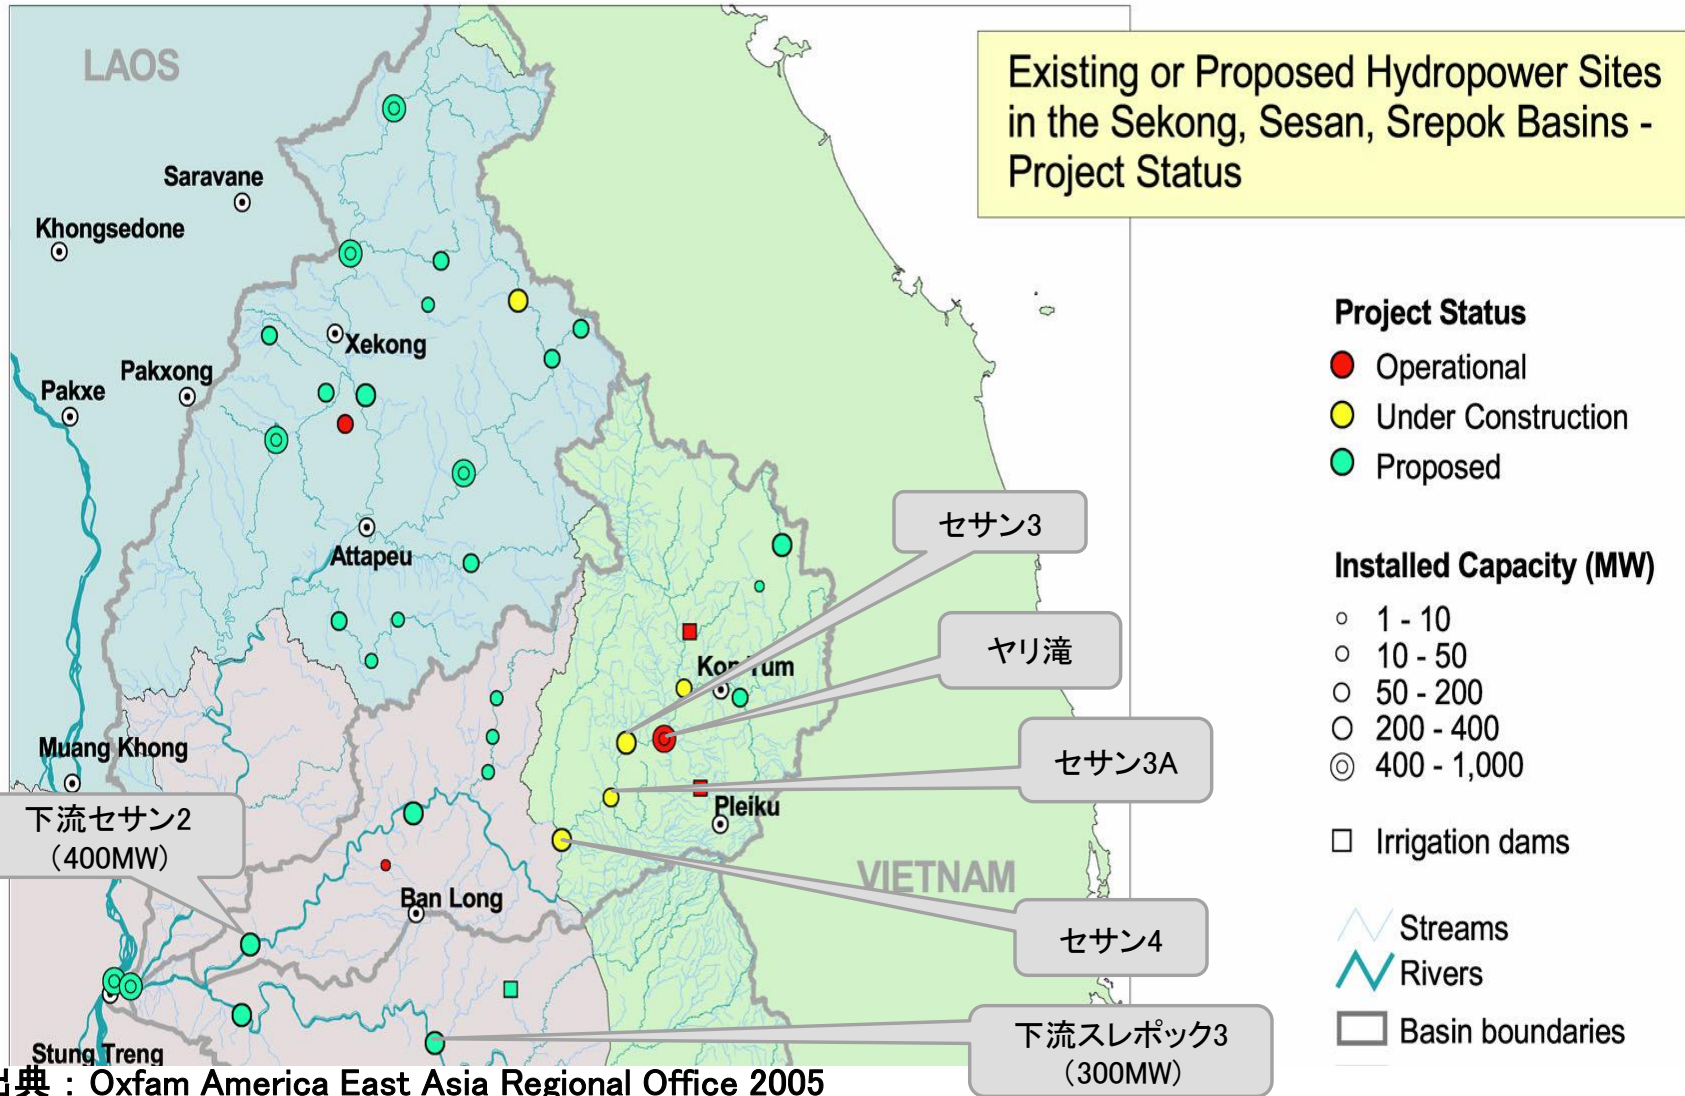 LAOS
Existing or Proposed Hydropower Sites
in the Sekong, Sesan, Srepok Basins -
Project Status
Saravane
Khongsedone
Xekong
Pakxong
Pakxe
Attapeu
セサン3
ヤリ滝
Kon Tum
Muang Khong
セサン3A
Pleiku
下流セサン2
(400MW)
VIETNAM
Ban Long
セサン4
下流スレポック3
(300MW)
Stung Treng
Project Status
Operational
Under Construction
Proposed
Installed Capacity (MW)
1 - 10
10 - 50
50 - 200
200 - 400
400 - 1,000
Irrigation dams
Streams
Rivers
Basin boundaries
出典：Oxfam America East Asia Regional Office 2005